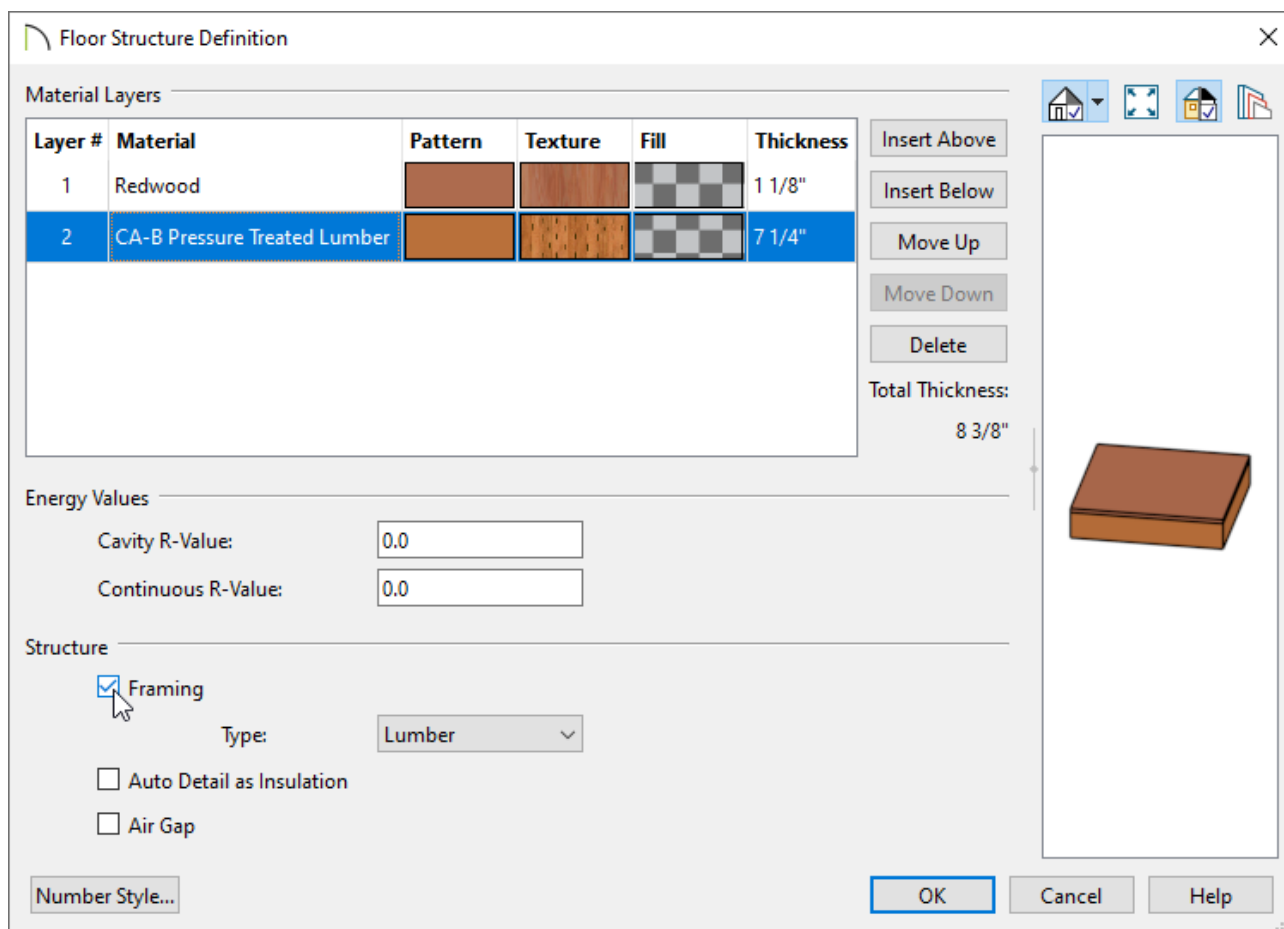 Floor Structure Definition
Material Layers
Layer # Material Pattern Texture Fill Thickness
1 Redwood 1 1/8"
2 CA-B Pressure Treated Lumber 7 1/4"
Insert Above
Insert Below
Move Up
Move Down
Delete
Total Thickness:
8 3/8"
Energy Values
Cavity R-Value: 0.0
Continuous R-Value: 0.0
Structure
Framing
Type: Lumber
Auto Detail as Insulation
Air Gap
Number Style... OK Cancel Help